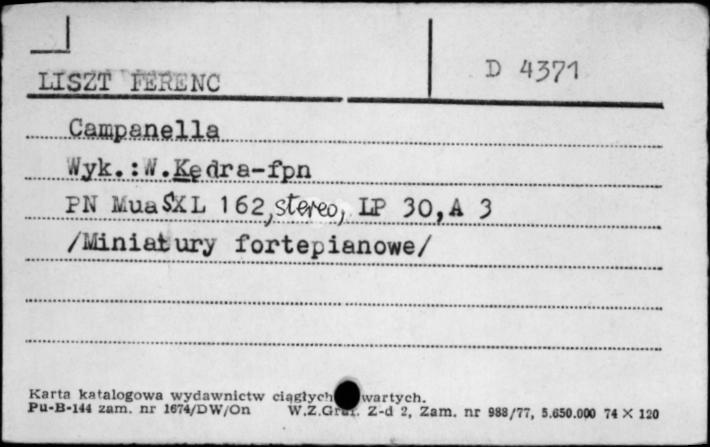 LISZT FERENC
D 4371
Campanella
Wyk.:W.Kędra-fpn
PN MuaSXL 162,stereo, LP 30,A 3
/Miniatury fortepianowe/
Karta katalogowa wydawnictw ciągłych wartych.
Pu-B-144 zam. nr 1674/DW/On W.Z.Graf. Z-d 2, Zam. nr 988/77, 5.650.000 74 X 120